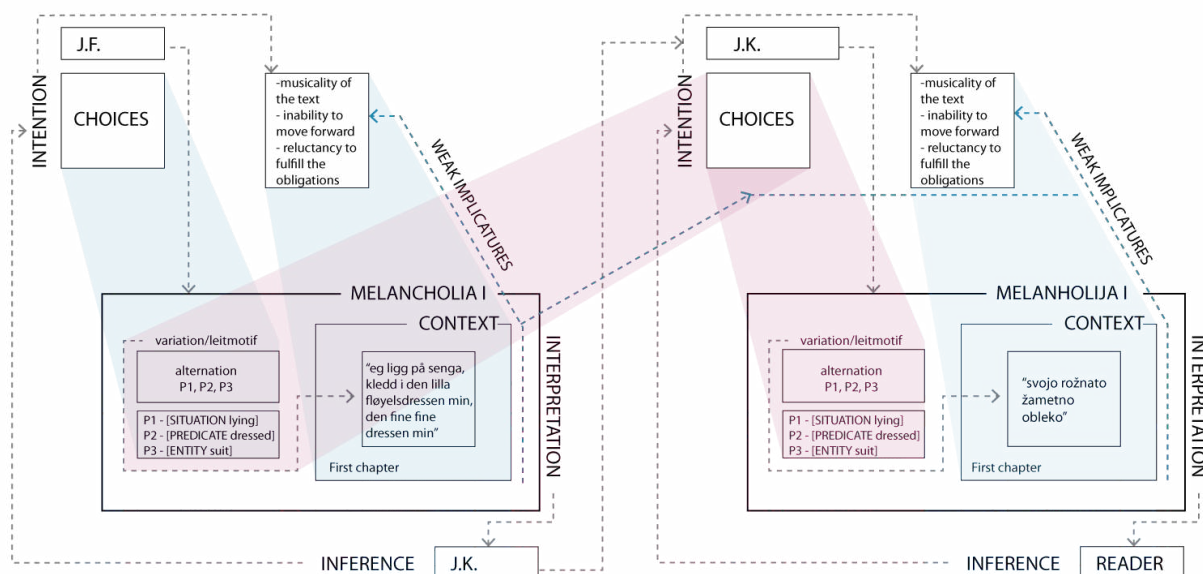 J.F.
INTENTION
CHOICES
-musicality of
the text
- inability to
move forward
- reluctance to
fulfill the
obligations
WEAK IMPLICATURES
MELANCHOLIA I
CONTEXT
variation/leitmotif
alternation
P1, P2, P3
P1 - [SITUATION lying]
P2 - [PREDICATE dressed]
P3 - [ENTITY suit]
"eg ligg på senga,
kledd i den lilla
fløyelsdressen min,
den fine fine
dressen min"
First chapter
INTERPRETATION
INFERENCE
J.K.
J.K.
INTENTION
CHOICES
-musicality of
the text
- inability to
move forward
- reluctancy to
fulfill the
obligations
WEAK IMPLICATURES
MELANHOLIJA I
CONTEXT
variation/leitmotif
alternation
P1, P2, P3
P1 - [SITUATION lying]
P2 - [PREDICATE dressed]
P3 - [ENTITY suit]
"svojo rožnato
žametno
obleko"
First chapter
INTERPRETATION
INFERENCE
READER